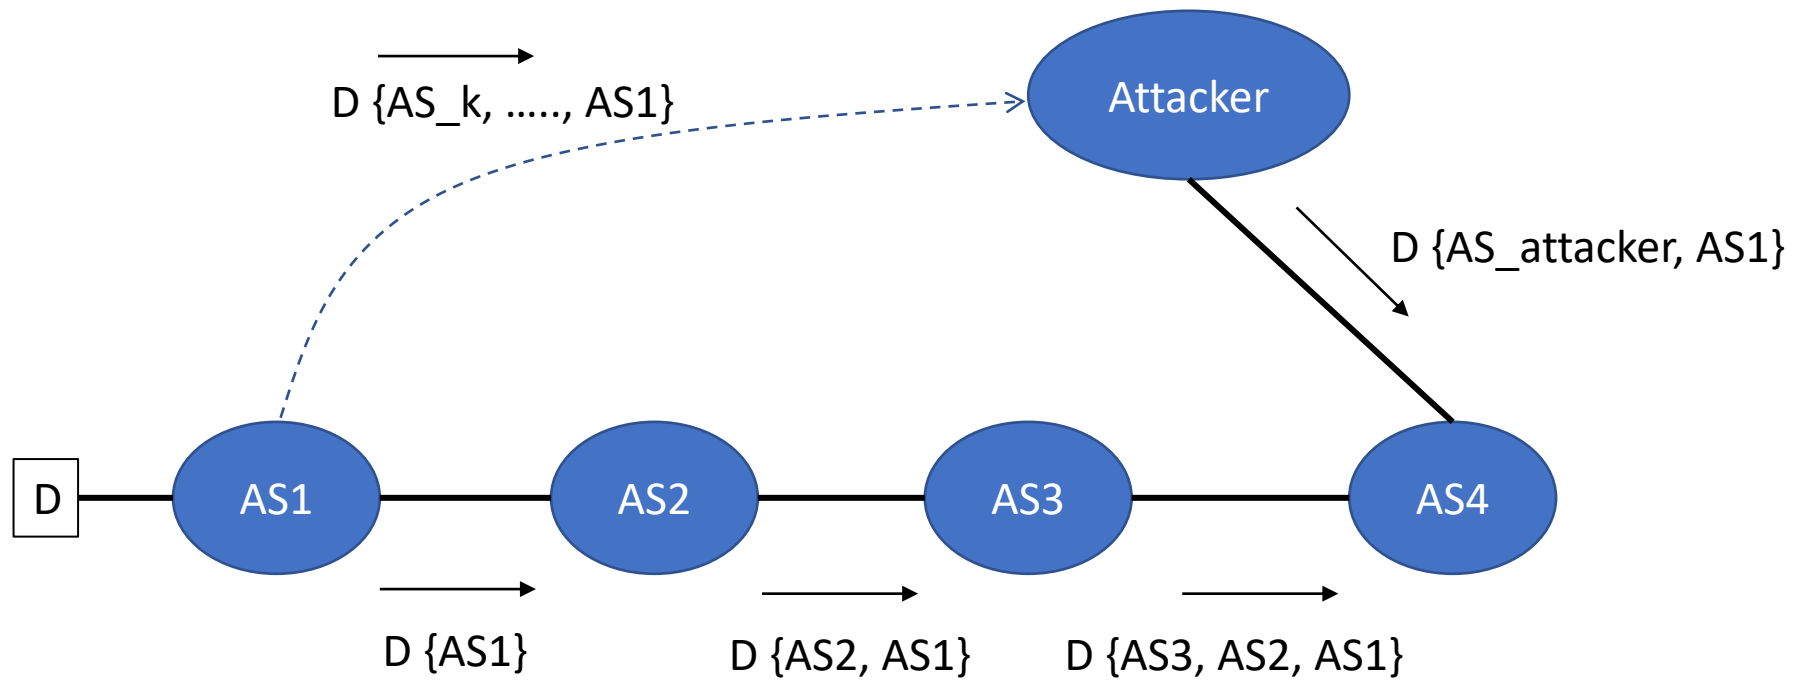 D {AS_k, ....., AS1}
Attacker
D {AS_attacker, AS1}
D
AS1
AS2
AS3
AS4
D {AS1}
D {AS2, AS1}
D {AS3, AS2, AS1}